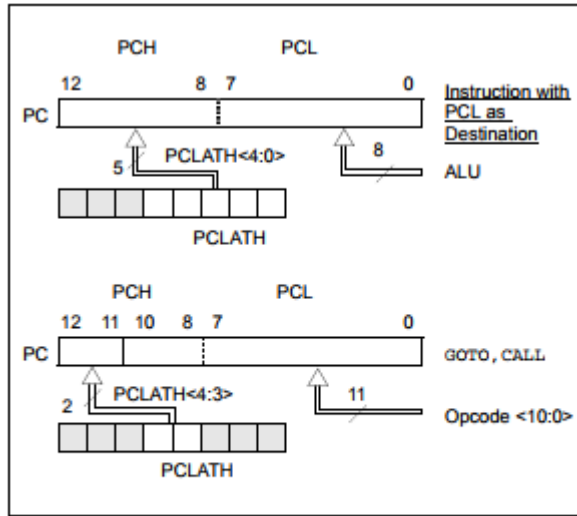 PCH PCL
12 8 7 0
PC
Instruction with
PCL as
Destination
5 PCLATH<4:0> 8
ALU
PCLATH
PCH PCL
12 11 10 8 7 0
PC GOTO, CALL
2 PCLATH<4:3> 11
Opcode <10:0>
PCLATH